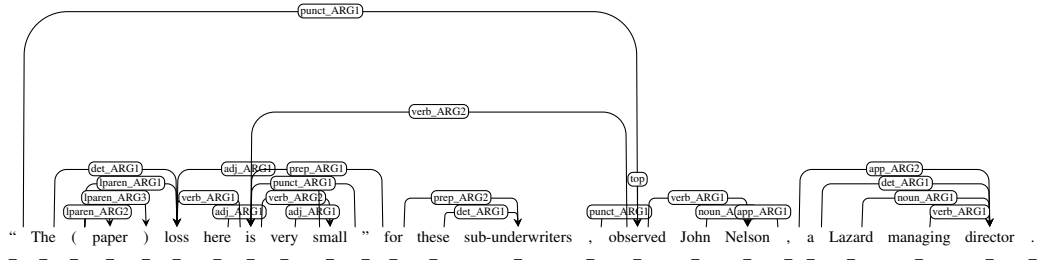 punct_ARG1
verb_ARG2
det_ARG1 adj_ARG1 prep_ARG1 app_ARG2
lparen_ARG1 punct_ARG1 top det_ARG1
lparen_ARG3 verb_ARG1 verb_ARG2 prep_ARG2 verb_ARG1 noun_ARG1
lparen_ARG2 adj_ARG1 adj_ARG1 det_ARG1 punct_ARG1 app_ARG1 verb_ARG1
“ The ( paper ) loss here is very small ” for these sub-underwriters , observed John Nelson , a Lazard managing director .